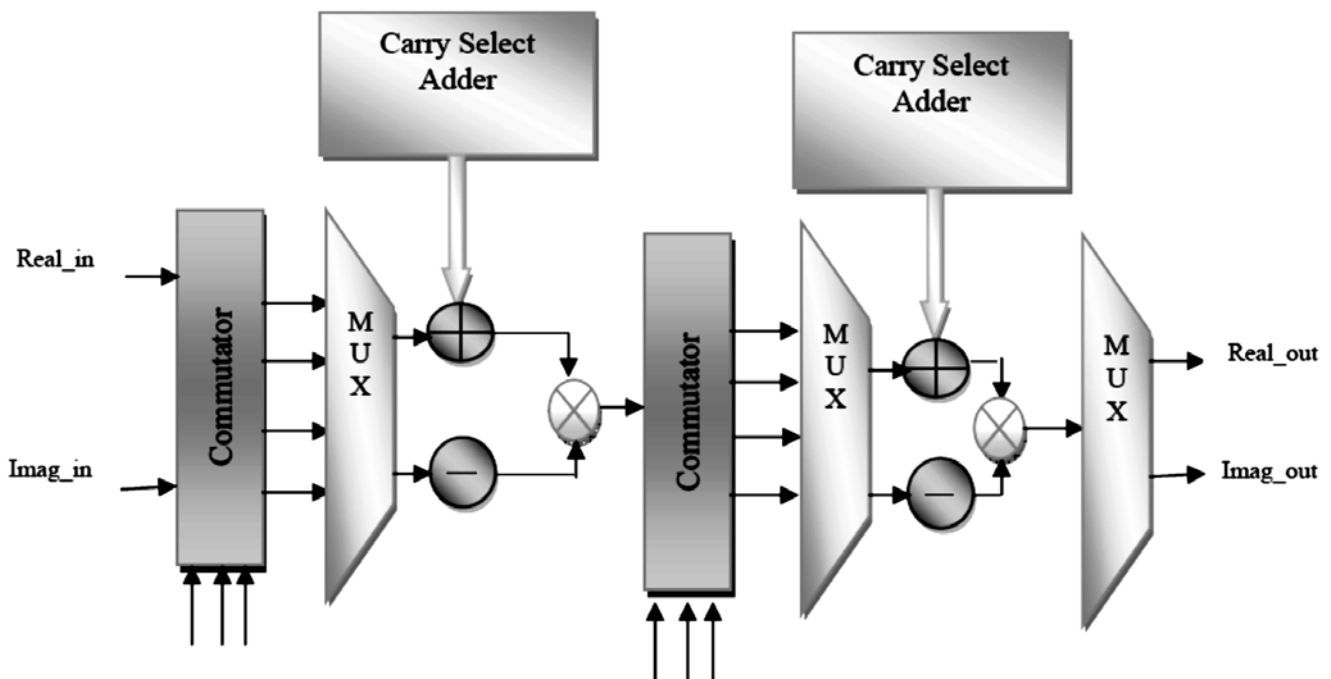 Carry Select
Adder
Carry Select
Adder
Real_in
Imag_in
Commutator
M
U
X
Commutator
M
U
X
M
U
X
Real_out
Imag_out